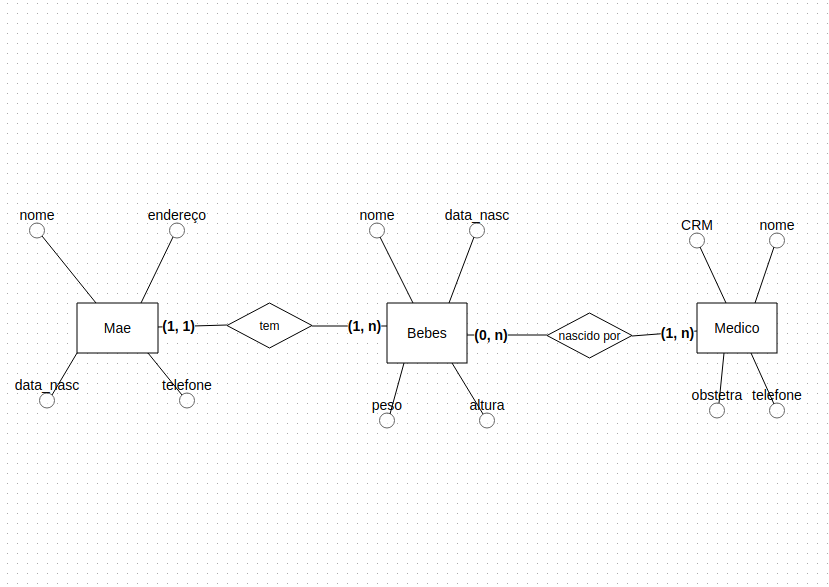 nome
endereço
nome
data_nasc
CRM
nome
Mae
(1, 1)
tem
(1, n)
Bebes
(0, n)
nascido por
(1, n)
Medico
data_nasc
telefone
peso
altura
obstetra
telefone